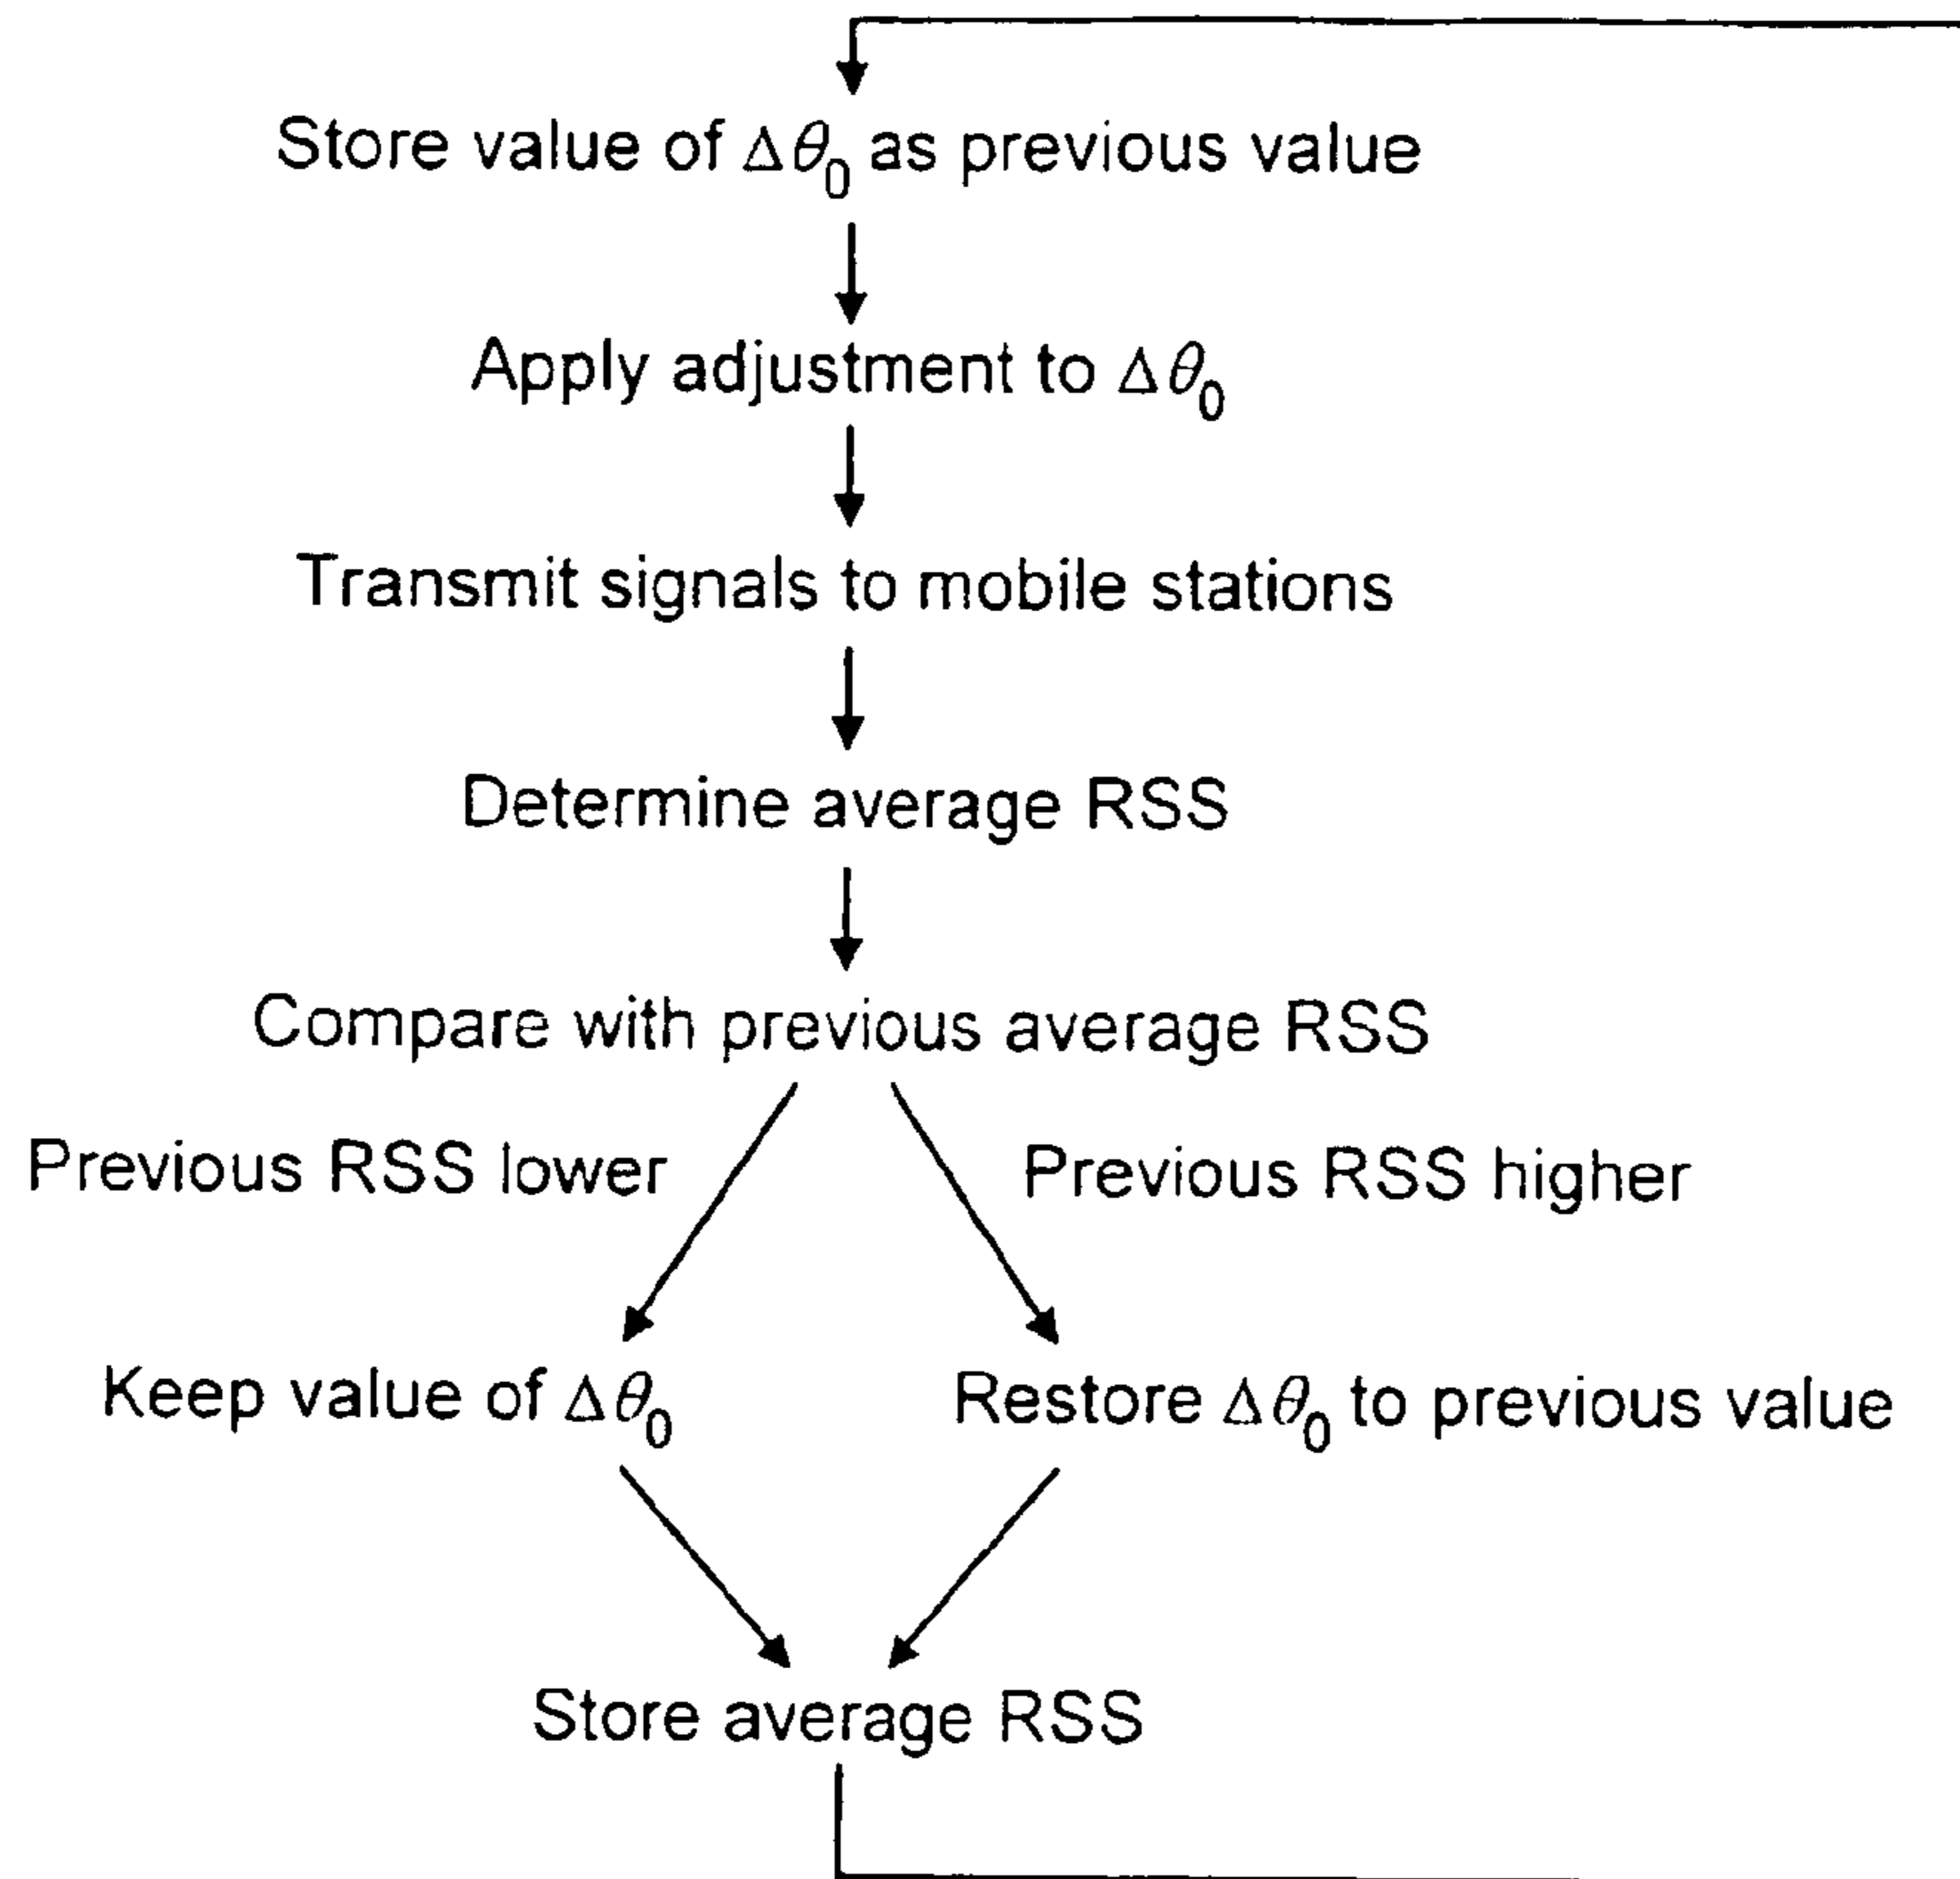 Store value of Δθ₀ as previous value
Apply adjustment to Δθ₀
Transmit signals to mobile stations
Determine average RSS
Compare with previous average RSS
Previous RSS lower
Previous RSS higher
Keep value of Δθ₀
Restore Δθ₀ to previous value
Store average RSS